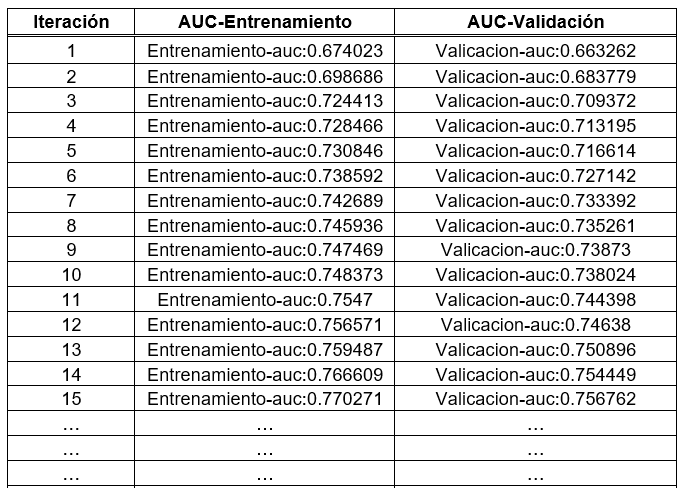 Iteración AUC-Entrenamiento AUC-Validación
1 Entrenamiento-auc:0.674023 Valicacion-auc:0.663262
2 Entrenamiento-auc:0.698686 Valicacion-auc:0.683779
3 Entrenamiento-auc:0.724413 Valicacion-auc:0.709372
4 Entrenamiento-auc:0.728466 Valicacion-auc:0.713195
5 Entrenamiento-auc:0.730846 Valicacion-auc:0.716614
6 Entrenamiento-auc:0.738592 Valicacion-auc:0.727142
7 Entrenamiento-auc:0.742689 Valicacion-auc:0.733392
8 Entrenamiento-auc:0.745936 Valicacion-auc:0.735261
9 Entrenamiento-auc:0.747469 Valicacion-auc:0.73873
10 Entrenamiento-auc:0.748373 Valicacion-auc:0.738024
11 Entrenamiento-auc:0.7547 Valicacion-auc:0.744398
12 Entrenamiento-auc:0.756571 Valicacion-auc:0.74638
13 Entrenamiento-auc:0.759487 Valicacion-auc:0.750896
14 Entrenamiento-auc:0.766609 Valicacion-auc:0.754449
15 Entrenamiento-auc:0.770271 Valicacion-auc:0.756762
… … …
… … …
… … …